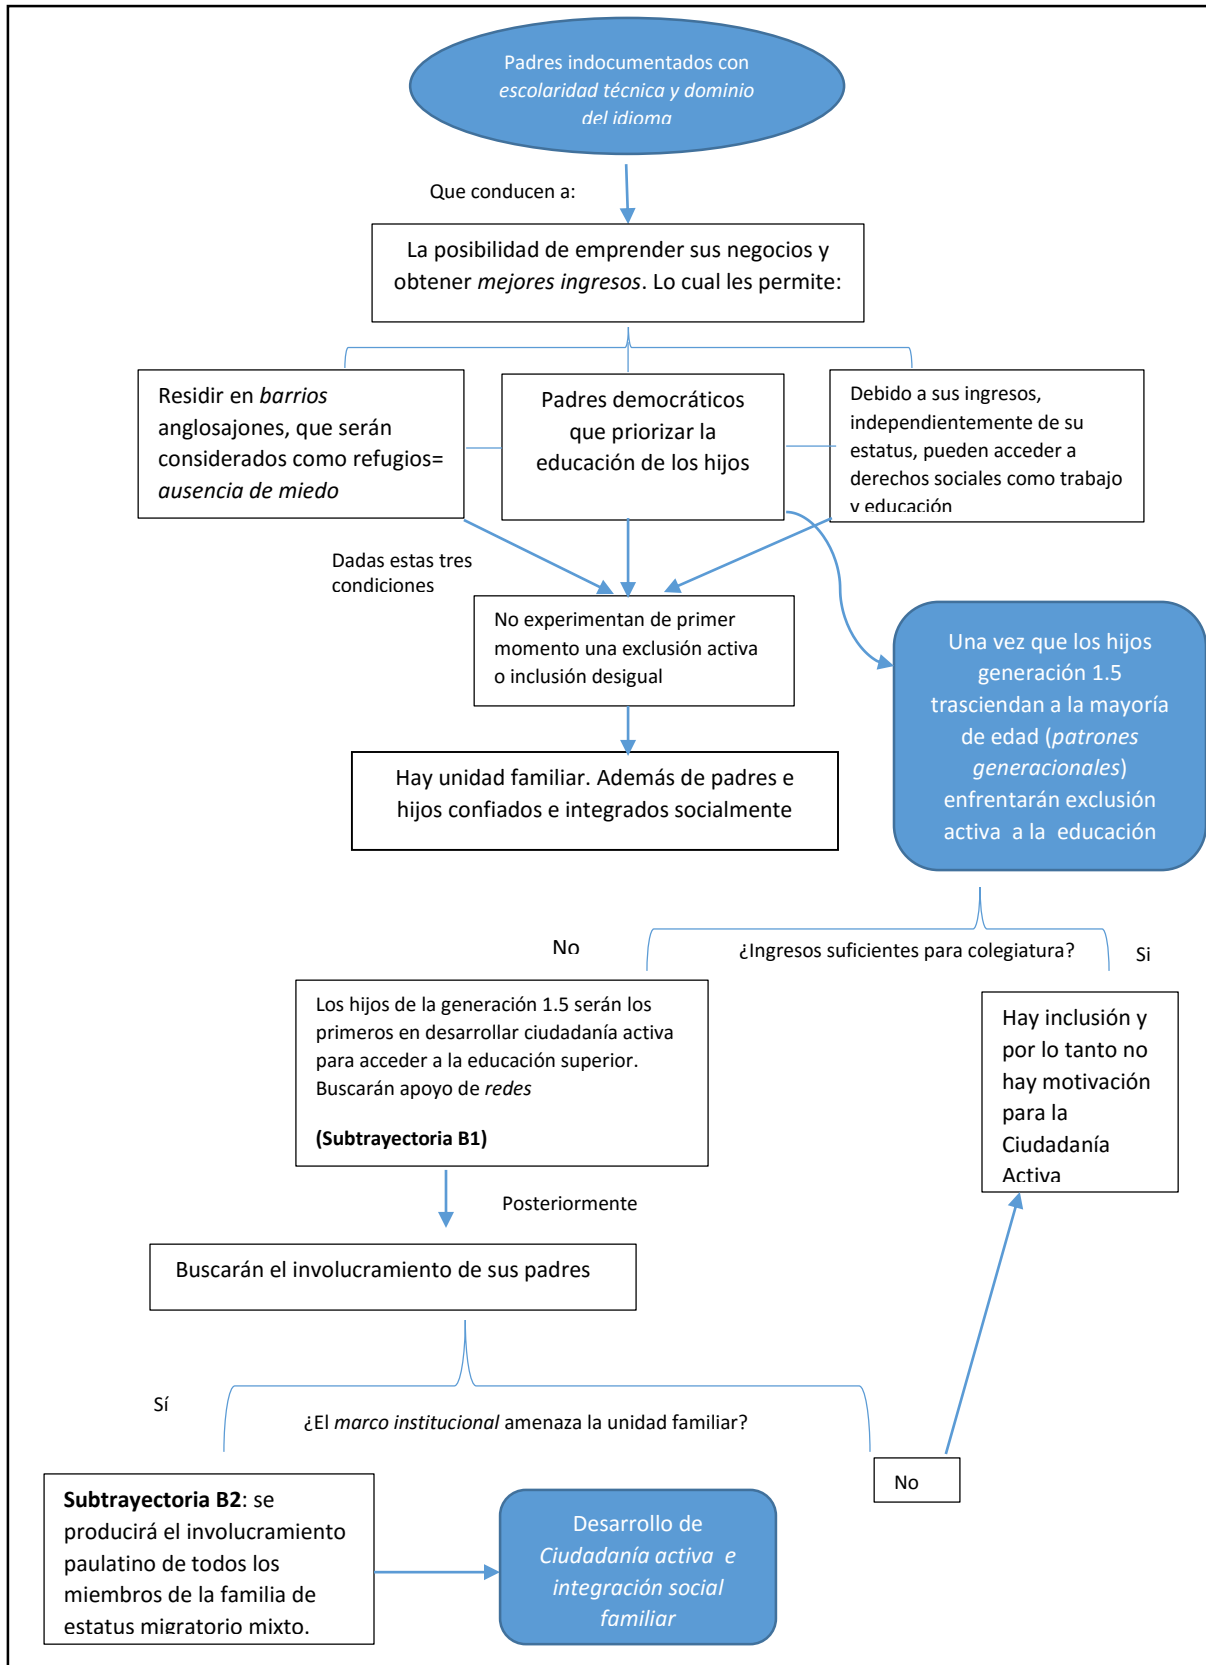 Padres indocumentados con
escolaridad técnica y dominio
del idioma
Que conducen a:
La posibilidad de emprender sus negocios y
obtener mejores ingresos. Lo cual les permite:
Residir en barrios
anglosajones, que serán
considerados como refugios=
ausencia de miedo
Padres democráticos
que priorizar la
educación de los hijos
Debido a sus ingresos,
independientemente de su
estatus, pueden acceder a
derechos sociales como trabajo
y educación
Dadas estas tres
condiciones
No experimentan de primer
momento una exclusión activa
o inclusión desigual
Una vez que los hijos
generación 1.5
trasciendan a la mayoría
de edad (patrones
generacionales)
enfrentarán exclusión
activa a la educación
Hay unidad familiar. Además de padres e
hijos confiados e integrados socialmente
No
¿Ingresos suficientes para colegiatura?
Si
Los hijos de la generación 1.5 serán los
primeros en desarrollar ciudadanía activa
para acceder a la educación superior.
Buscarán apoyo de redes
(Subtrayectoria B1)
Hay inclusión y
por lo tanto no
hay motivación
para la
Ciudadanía
Activa
Posteriormente
Buscarán el involucramiento de sus padres
Sí
¿El marco institucional amenaza la unidad familiar?
No
Subtrayectoria B2: se
producirá el involucramiento
paulatino de todos los
miembros de la familia de
estatus migratorio mixto.
Desarrollo de
Ciudadanía activa e
integración social
familiar